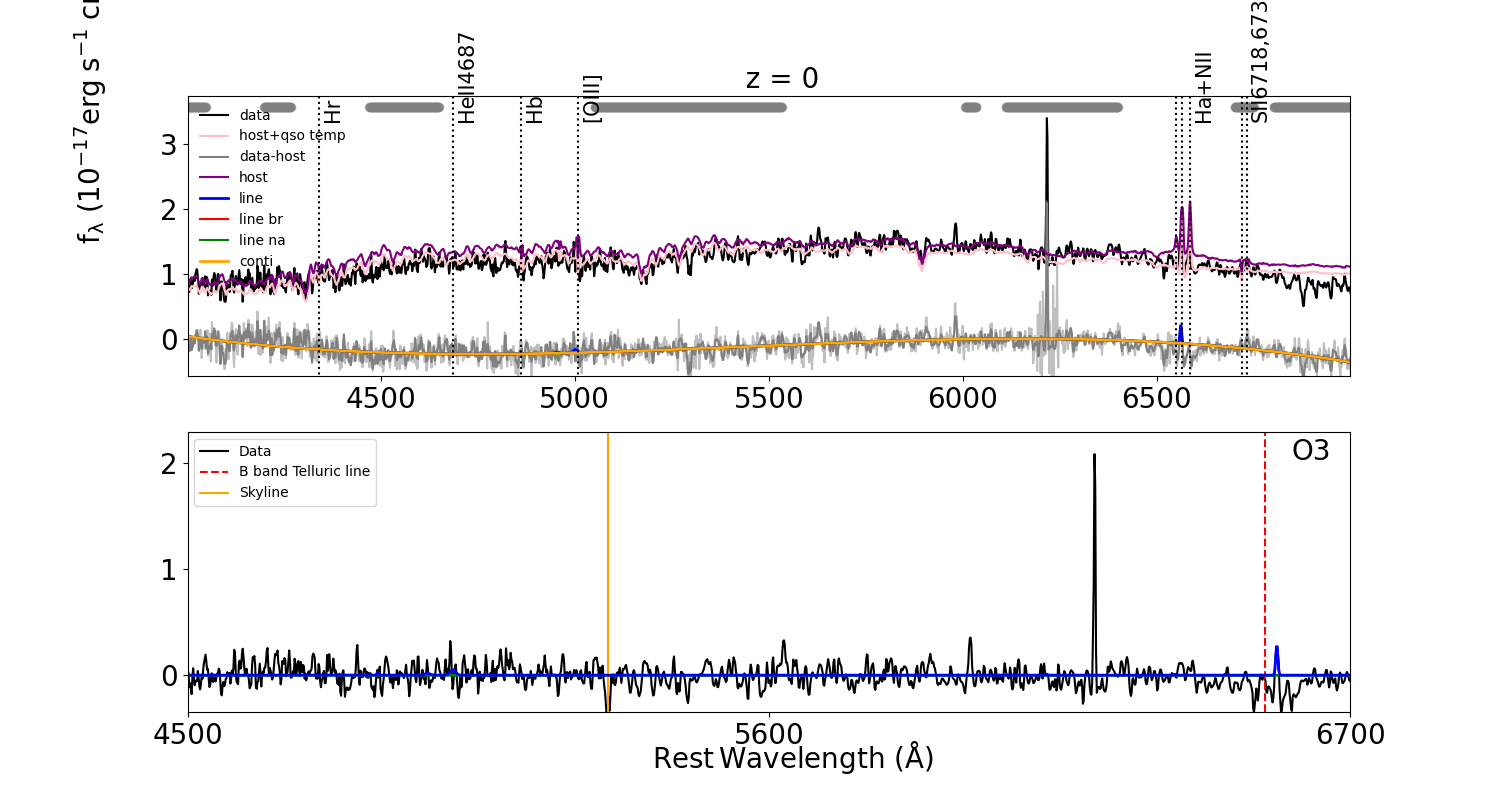 z = 0
f_λ (10^{-17}erg s^{-1}
Hr
HeII4687
Hb
[OIII]
Ha+NII
SII6718,673
data
host+qso temp
data-host
host
line
line br
line na
conti
3
2
1
0
4500 5000 5500 6000 6500
Data
B band Telluric line
Skyline
O3
2
1
0
4500 5600 6700
Rest Wavelength (Å)